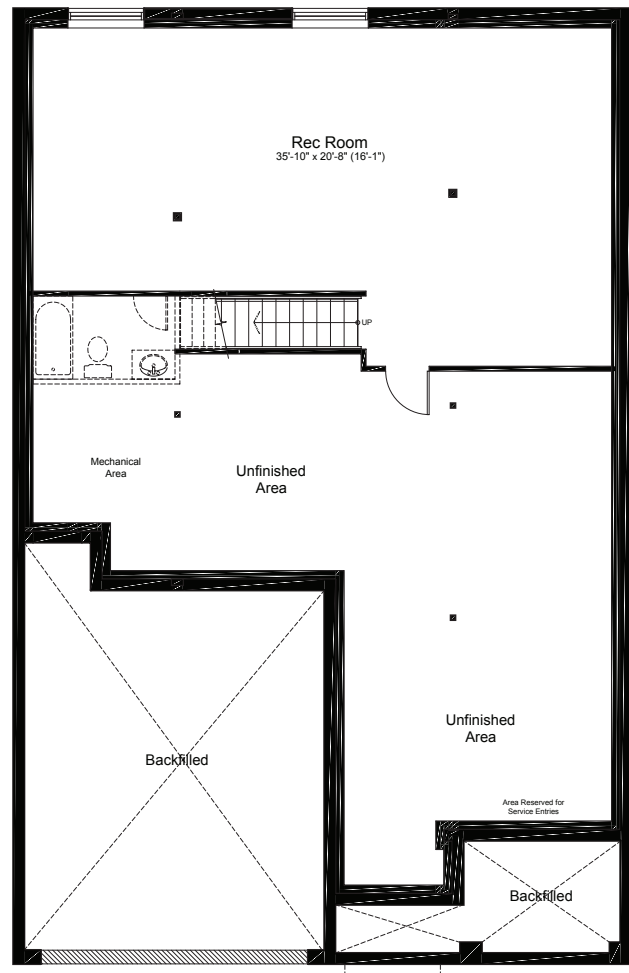 Rec Room
35'-10" x 20'-8" (16'-1")
UP
Mechanical
Area
Unfinished
Area
Unfinished
Area
Backfilled
Area Reserved for
Service Entries
Backfilled